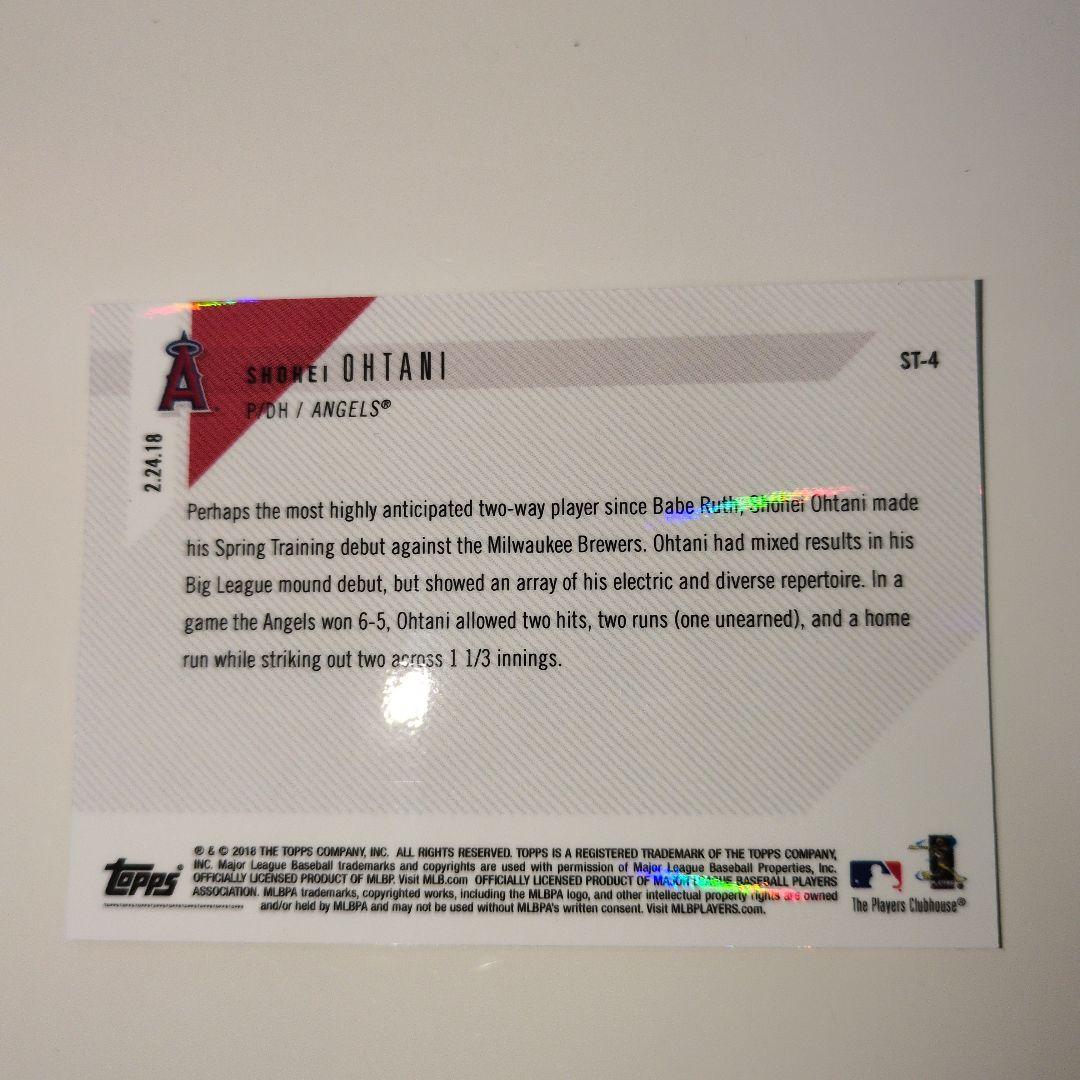 SHOHEI OHTANI
ST-4
P/DH / ANGELS®
A
2.24.18
Perhaps the most highly anticipated two-way player since Babe Ruth, Shohei Ohtani made
his Spring Training debut against the Milwaukee Brewers. Ohtani had mixed results in his
Big League mound debut, but showed an array of his electric and diverse repertoire. In a
game the Angels won 6-5, Ohtani allowed two hits, two runs (one unearned), and a home
run while striking out two across 1 1/3 innings.
Topps®
® & © 2018 THE TOPPS COMPANY, INC. ALL RIGHTS RESERVED. TOPPS IS A REGISTERED TRADEMARK OF THE TOPPS COMPANY,
INC. Major League Baseball trademarks and copyrights are used with permission of Major League Baseball Properties, Inc.
OFFICIALLY LICENSED PRODUCT OF MLBP. Visit MLB.com OFFICIALLY LICENSED PRODUCT OF MAJOR LEAGUE BASEBALL PLAYERS
ASSOCIATION. MLBPA trademarks, copyrighted works, including the MLBPA logo, and other intellectual property rights are owned
and/or held by MLBPA and may not be used without MLBPA's written consent. Visit MLBPLAYERS.com.
The Players Clubhouse®